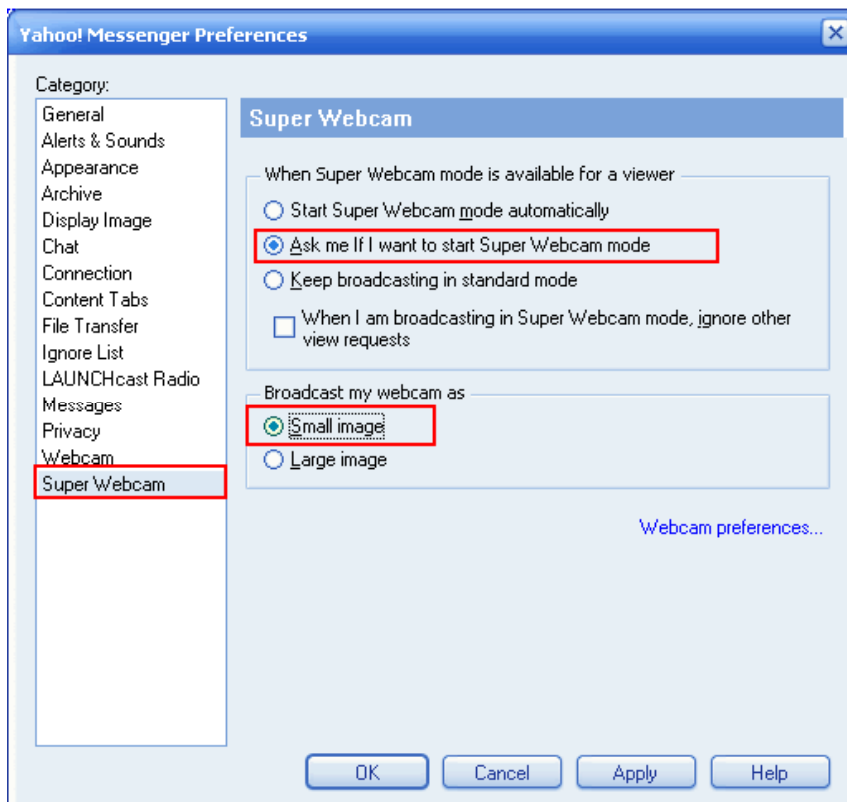 Yahoo! Messenger Preferences
Category:
General
Alerts & Sounds
Appearance
Archive
Display Image
Chat
Connection
Content Tabs
File Transfer
Ignore List
LAUNCHcast Radio
Messages
Privacy
Webcam
Super Webcam
Super Webcam
When Super Webcam mode is available for a viewer
Start Super Webcam mode automatically
Ask me If I want to start Super Webcam mode
Keep broadcasting in standard mode
When I am broadcasting in Super Webcam mode, ignore other
view requests
Broadcast my webcam as
Small image
Large image
Webcam preferences...
OK
Cancel
Apply
Help